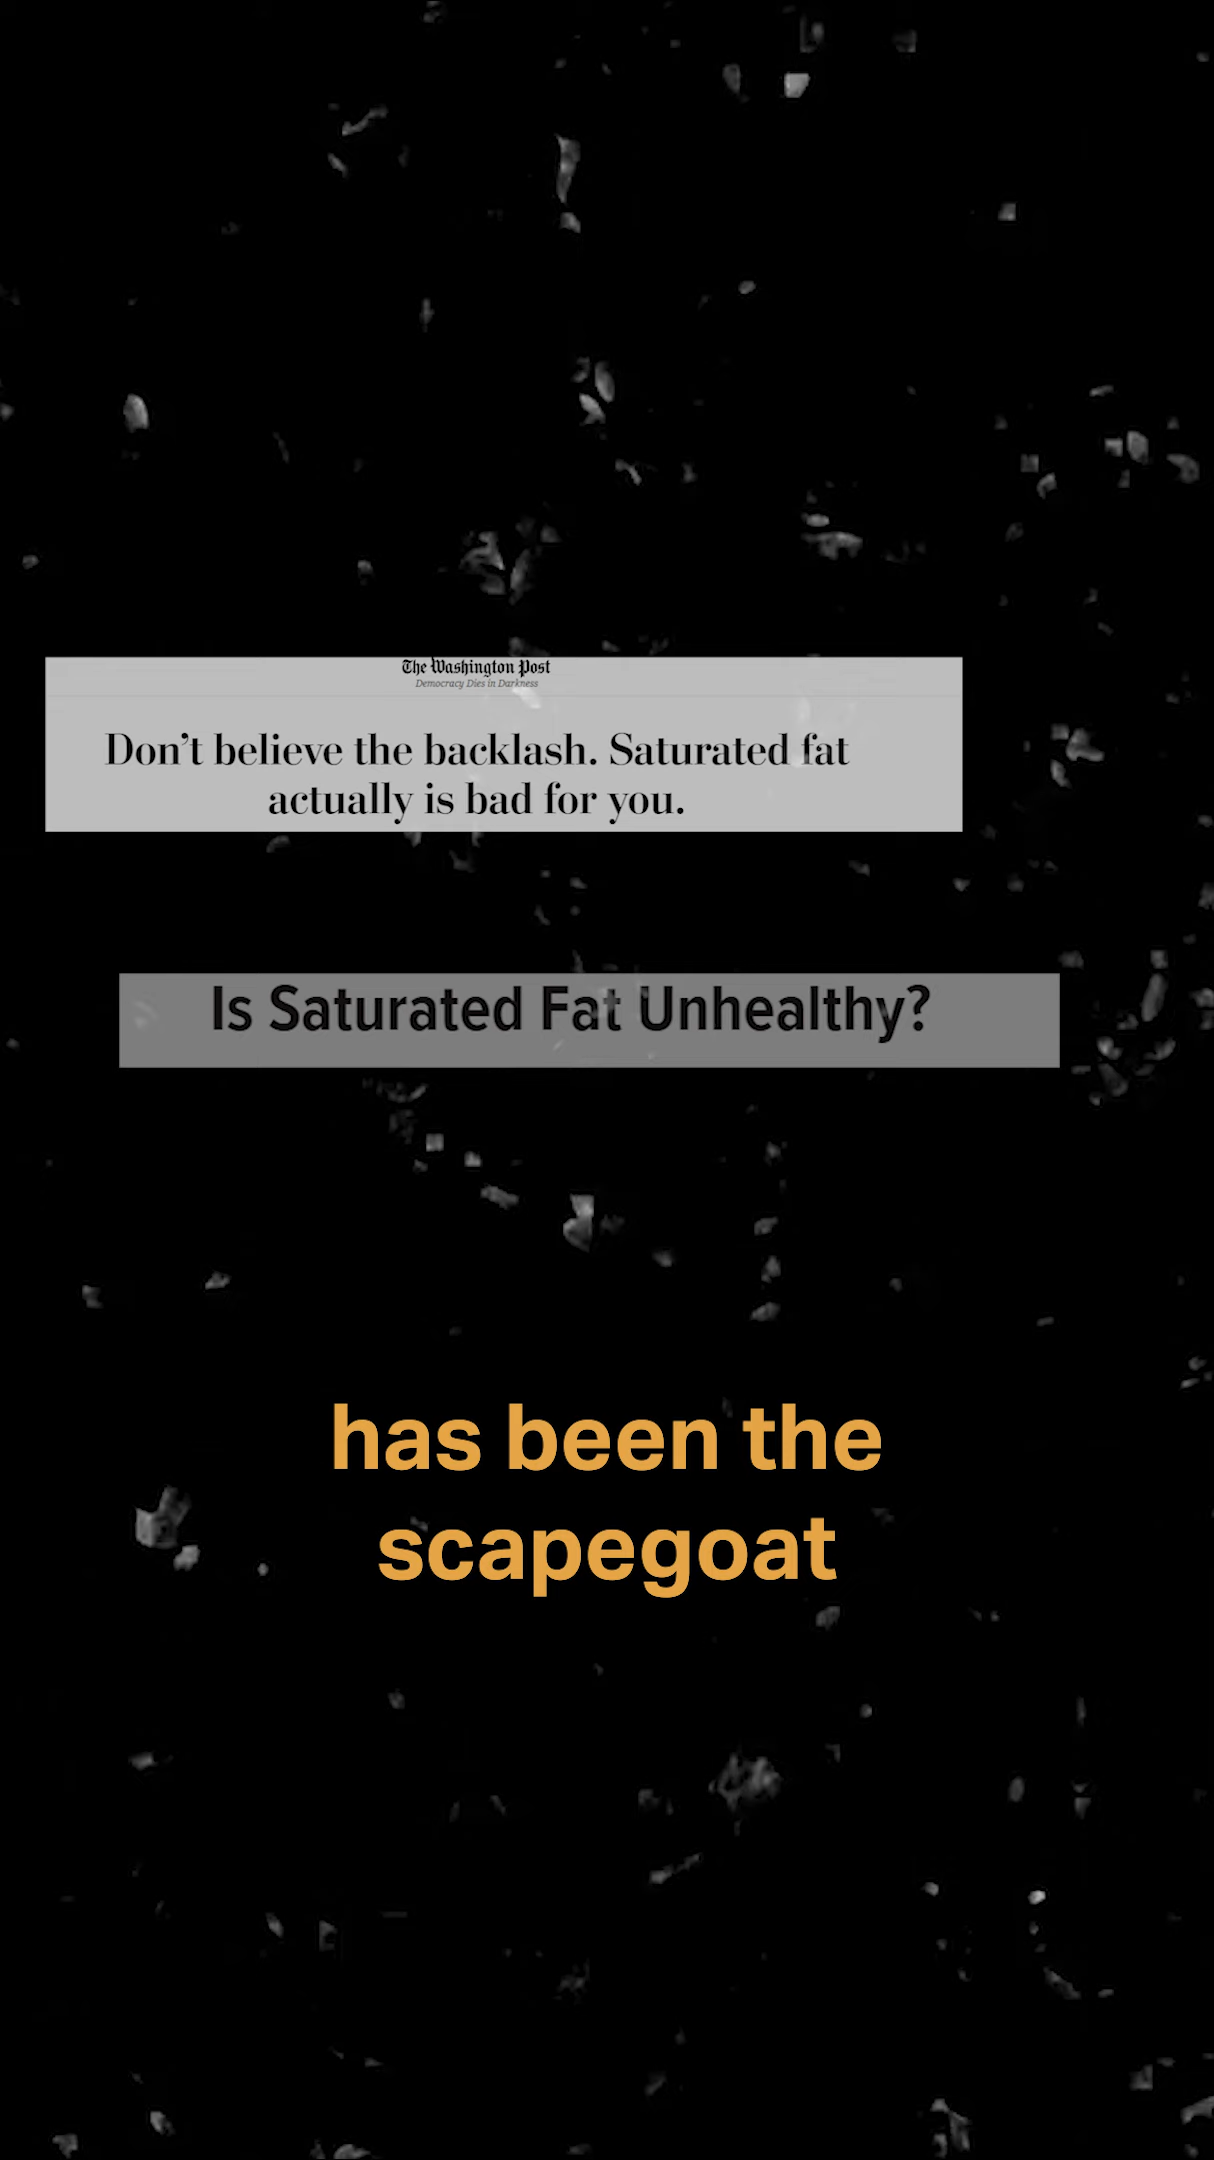 The Washington Post
Democracy Dies in Darkness
Don’t believe the backlash. Saturated fat
actually is bad for you.
Is Saturated Fat Unhealthy?
has been the
scapegoat